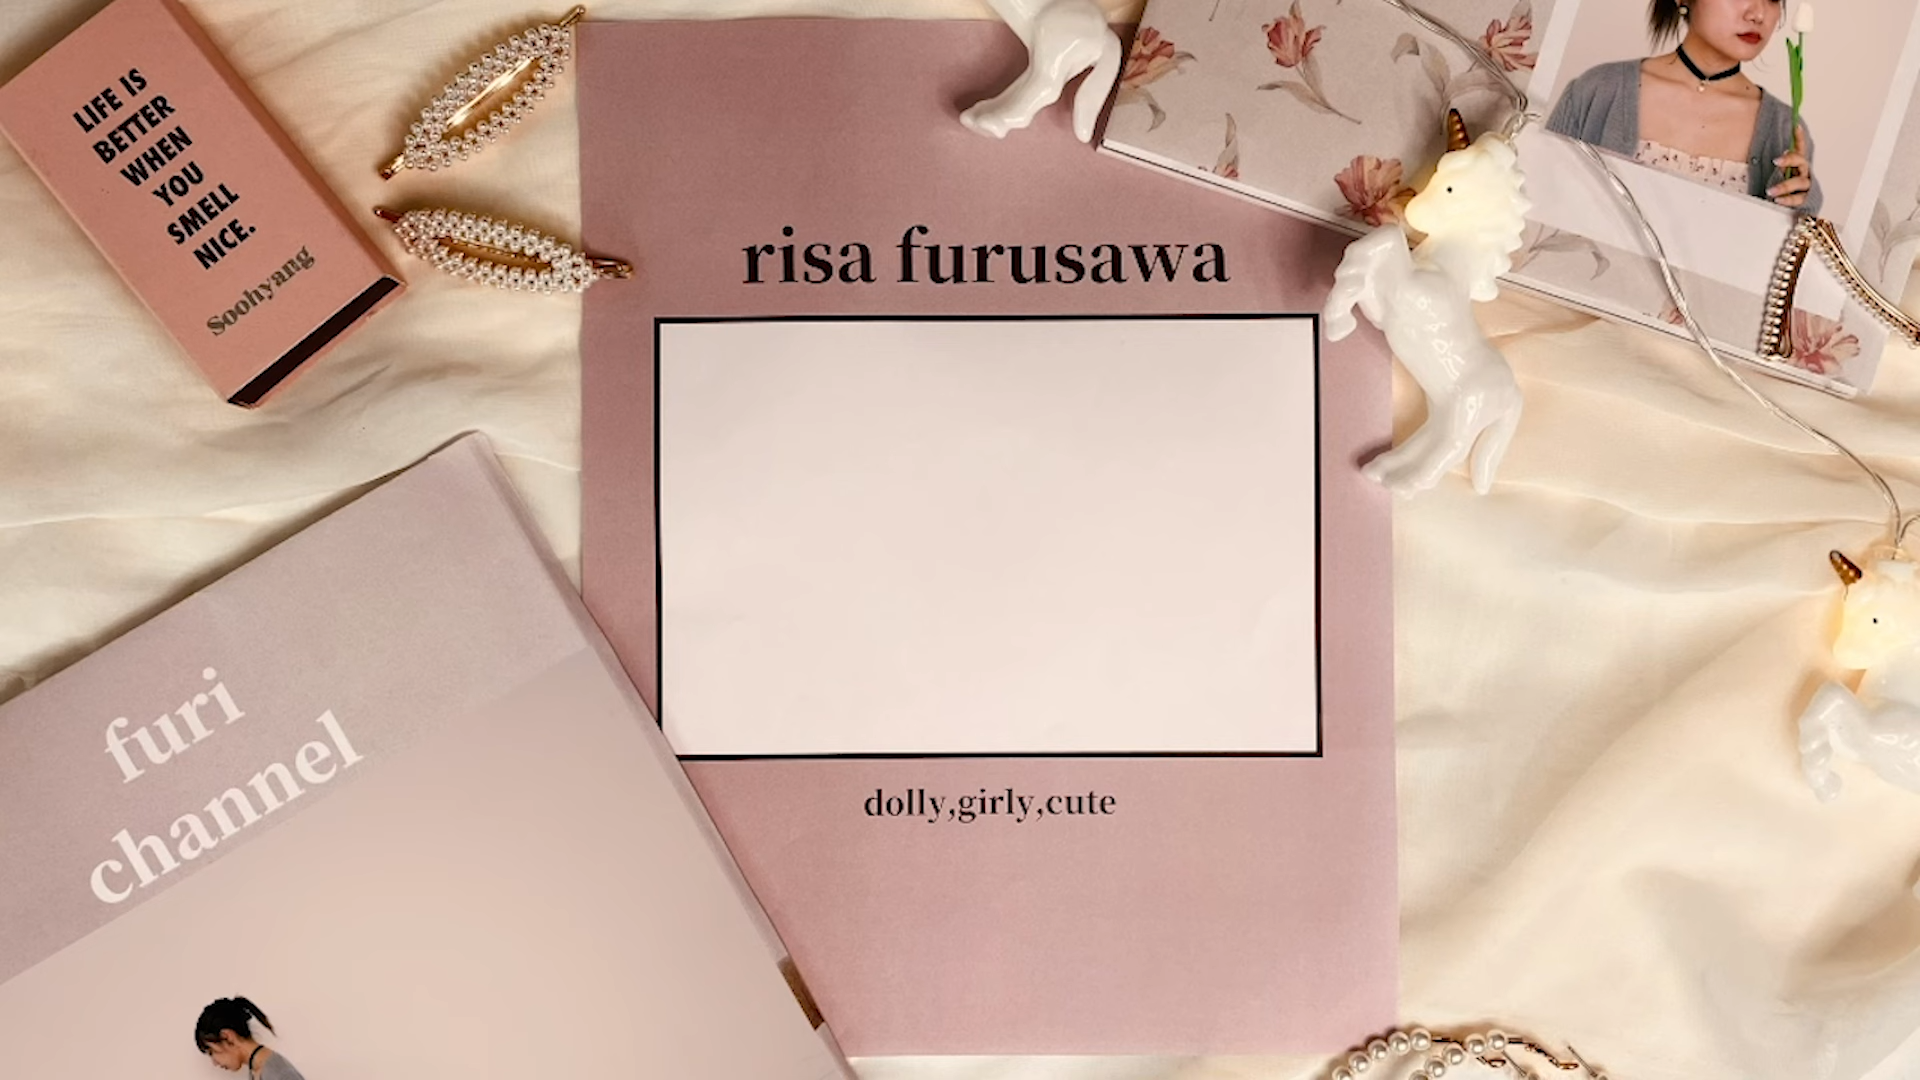 LIFE IS
BETTER
WHEN
YOU
SMELL
NICE.
Soohyang
risa furusawa
dolly,girly,cute
furi
channel